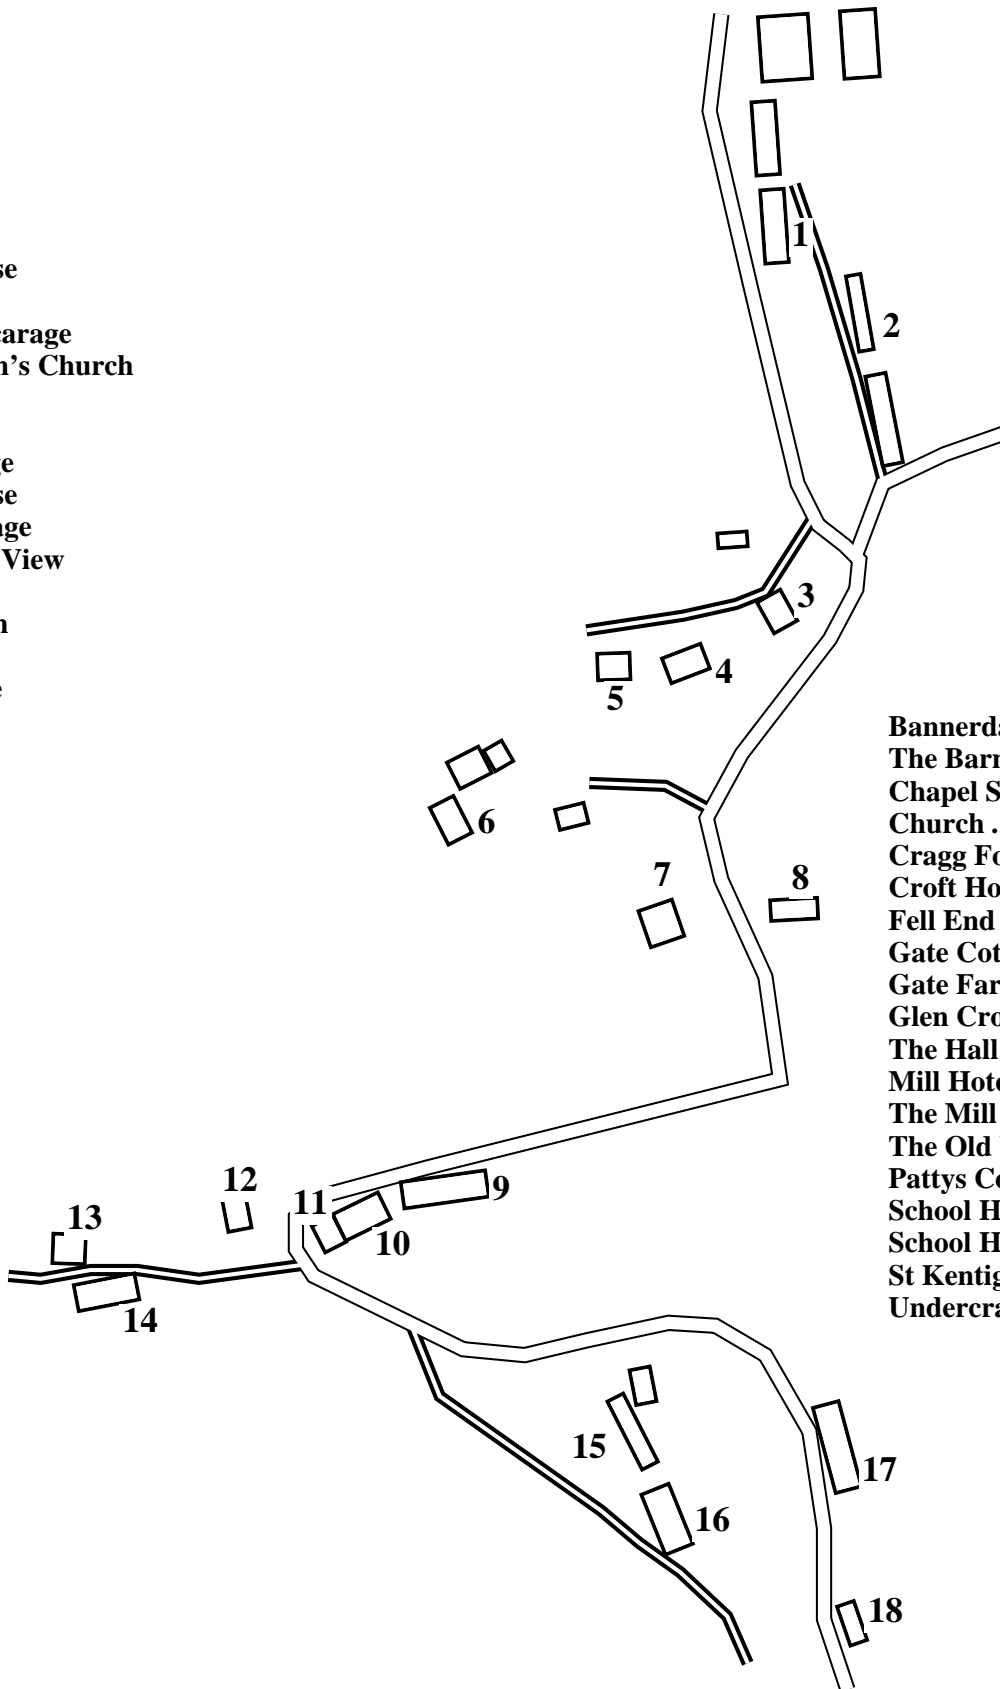 se
carage
n's Church
ge
se
age
View
n
e
1
2
3
4
5
6
7
8
9
10
11
12
13
14
15
16
17
18
Bannerda
The Barn
Chapel S
Church .
Cragg Fo
Croft Ho
Fell End
Gate Cot
Gate Far
Glen Cro
The Hall
Mill Hote
The Mill
The Old
Pattys Co
School H
School H
St Kentig
Undercra